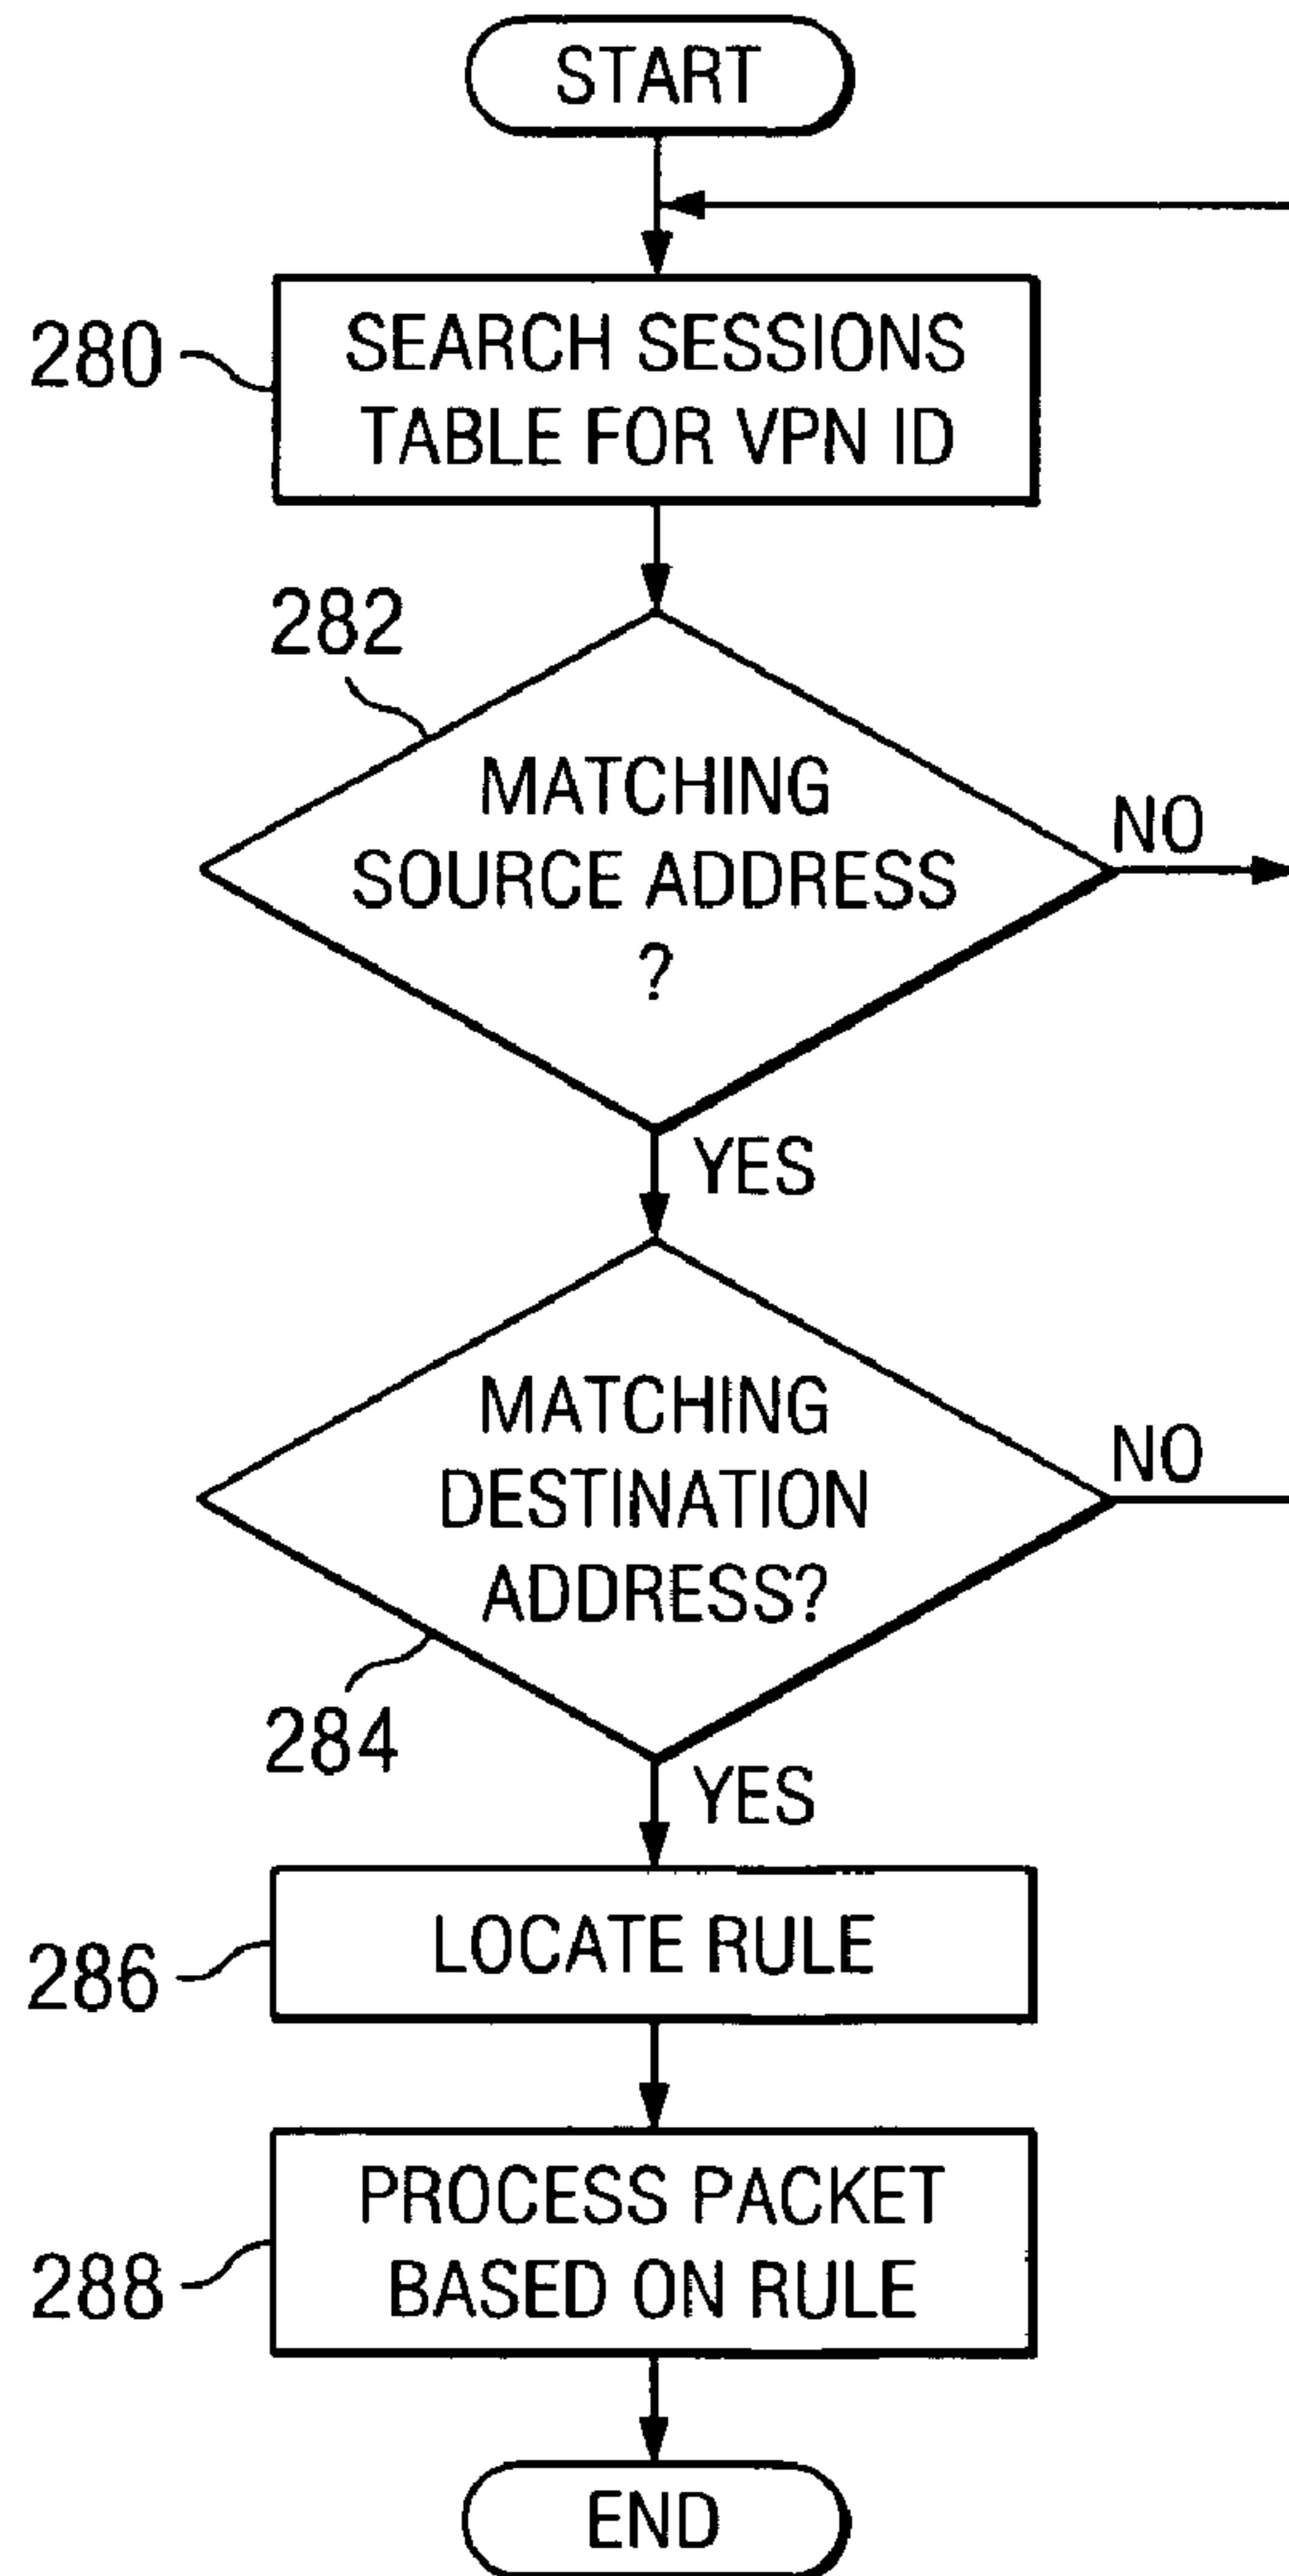 START
280
SEARCH SESSIONS
TABLE FOR VPN ID
282
MATCHING
SOURCE ADDRESS
?
NO
YES
MATCHING
DESTINATION
ADDRESS?
NO
284
YES
286
LOCATE RULE
288
PROCESS PACKET
BASED ON RULE
END